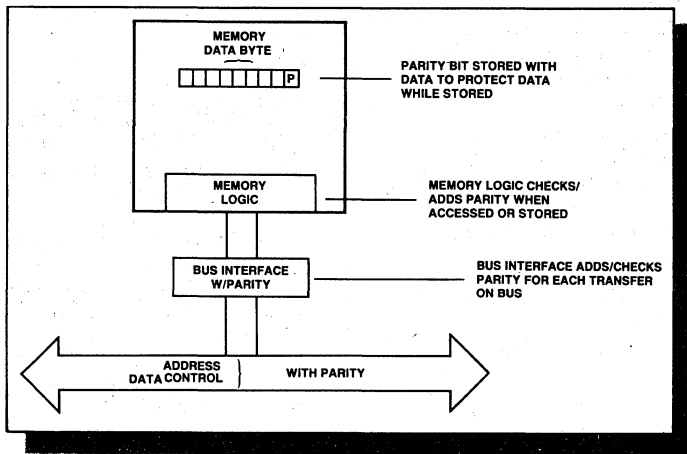 MEMORY
DATA BYTE
P
PARITY BIT STORED WITH
DATA TO PROTECT DATA
WHILE STORED
MEMORY
LOGIC
MEMORY LOGIC CHECKS/
ADDS PARITY WHEN
ACCESSED OR STORED
BUS INTERFACE
W/PARITY
BUS INTERFACE ADDS/CHECKS
PARITY FOR EACH TRANSFER
ON BUS
ADDRESS
DATA CONTROL
WITH PARITY